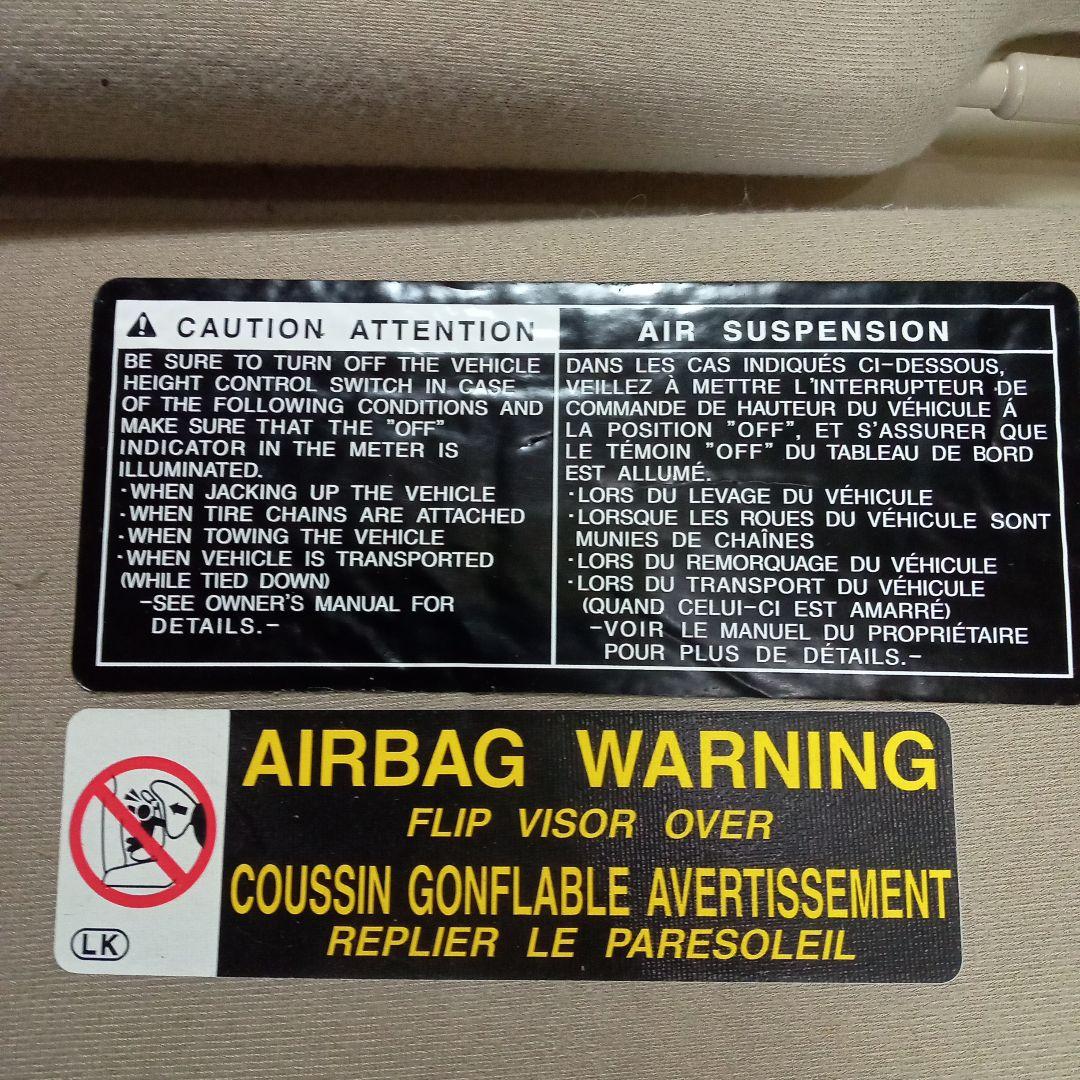 CAUTION ATTENTION
BE SURE TO TURN OFF THE VEHICLE
HEIGHT CONTROL SWITCH IN CASE
OF THE FOLLOWING CONDITIONS AND
MAKE SURE THAT THE "OFF"
INDICATOR IN THE METER IS
ILLUMINATED.
·WHEN JACKING UP THE VEHICLE
·WHEN TIRE CHAINS ARE ATTACHED
·WHEN TOWING THE VEHICLE
·WHEN VEHICLE IS TRANSPORTED
(WHILE TIED DOWN)
-SEE OWNER'S MANUAL FOR
DETAILS.-
AIR SUSPENSION
DANS LES CAS INDIQUÉS CI-DESSOUS,
VEILLEZ À METTRE L'INTERRUPTEUR DE
COMMANDE DE HAUTEUR DU VÉHICULE Á
LA POSITION "OFF", ET S'ASSURER QUE
LE TÉMOIN "OFF" DU TABLEAU DE BORD
EST ALLUMÉ.
·LORS DU LEVAGE DU VÉHICULE
·LORSQUE LES ROUES DU VÉHICULE SONT
MUNIES DE CHAÎNES
·LORS DU REMORQUAGE DU VÉHICULE
·LORS DU TRANSPORT DU VÉHICULE
(QUAND CELUI-CI EST AMARRÉ)
-VOIR LE MANUEL DU PROPRIÉTAIRE
POUR PLUS DE DÉTAILS.-
AIRBAG WARNING
FLIP VISOR OVER
COUSSIN GONFLABLE AVERTISSEMENT
REPLIER LE PARESOLEIL
LK